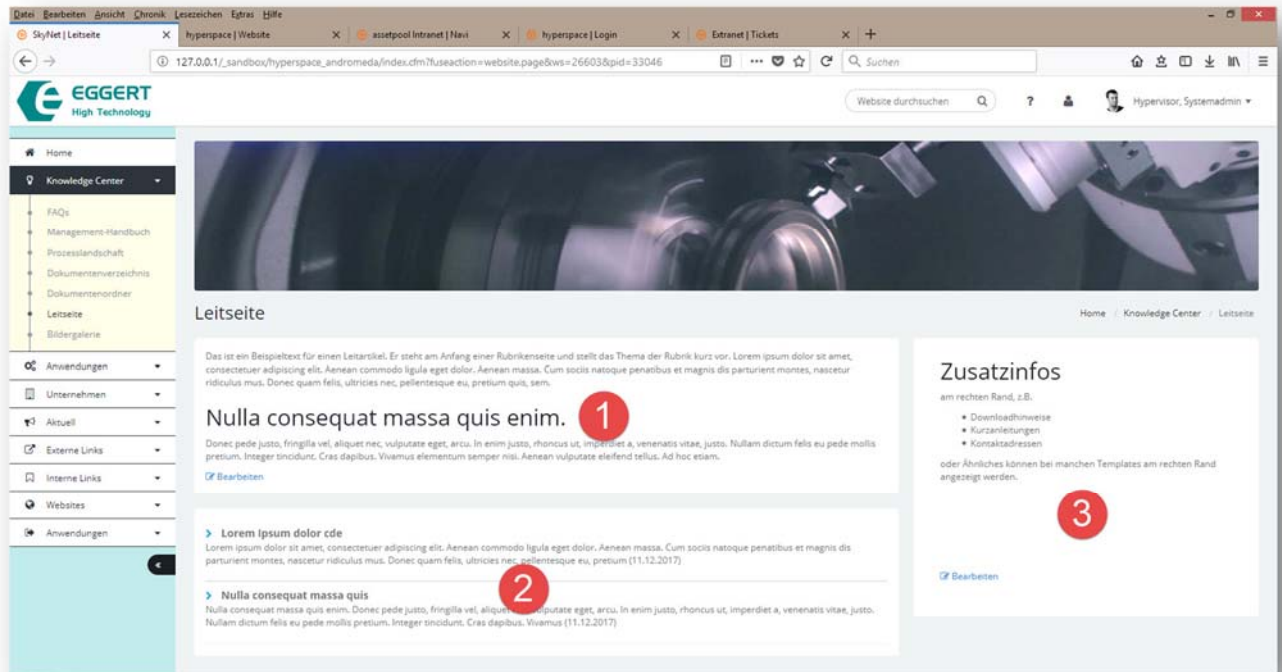 Datei Bearbeiten Ansicht Chronik Lesezeichen Extras Hilfe
SkyNet | Leitseite
hyperspace | Website
assetpool Intranet | Navi
hyperspace | Login
Extranet | Tickets
127.0.0.1/_sandbox/hyperspace_andromeda/index.cfm?fuseaction=website.page&ws=26603&pid=33046
Suchen
EGGERT
High Technology
Website durchsuchen
?
Hypervisor, Systemadmin
Home
Knowledge Center
FAQs
Management-Handbuch
Prozesslandschaft
Dokumentenverzeichnis
Dokumentenordner
Leitseite
Bildergalerie
Anwendungen
Unternehmen
Aktuell
Externe Links
Interne Links
Websites
Anwendungen
Leitseite
Home / Knowledge Center / Leitseite
Das ist ein Beispieltext für einen Leitartikel. Er steht am Anfang einer Rubrikenseite und stellt das Thema der Rubrik kurz vor. Lorem ipsum dolor sit amet,
consectetuer adipiscing elit. Aenean commodo ligula eget dolor. Aenean massa. Cum sociis natoque penatibus et magnis dis parturient montes, nascetur
ridiculus mus. Donec quam felis, ultricies nec, pellentesque eu, pretium quis, sem.
Nulla consequat massa quis enim.
1
Donec pede justo, fringilla vel, aliquet nec, vulputate eget, arcu. In enim justo, rhoncus ut, imperdiet a, venenatis vitae, justo. Nullam dictum felis eu pede mollis
pretium. Integer tincidunt. Cras dapibus. Vivamus elementum semper nisi. Aenean vulputate eleifend tellus. Ad hoc etiam.
Bearbeiten
Lorem Ipsum dolor cde
Lorem ipsum dolor sit amet, consectetuer adipiscing elit. Aenean commodo ligula eget dolor. Aenean massa. Cum sociis natoque penatibus et magnis dis
parturient montes, nascetur ridiculus mus. Donec quam felis, ultricies nec, pellentesque eu, pretium (11.12.2017)
2
Nulla consequat massa quis
Nulla consequat massa quis enim. Donec pede justo, fringilla vel, aliquet vulputate eget, arcu. In enim justo, rhoncus ut, imperdiet a, venenatis vitae, justo.
Nullam dictum felis eu pede mollis pretium. Integer tincidunt. Cras dapibus. Vivamus (11.12.2017)
Zusatzinfos
am rechten Rand, z.B.
Downloadhinweise
Kurzanleitungen
Kontaktadressen
oder Ähnliches können bei manchen Templates am rechten Rand
angezeigt werden.
3
Bearbeiten